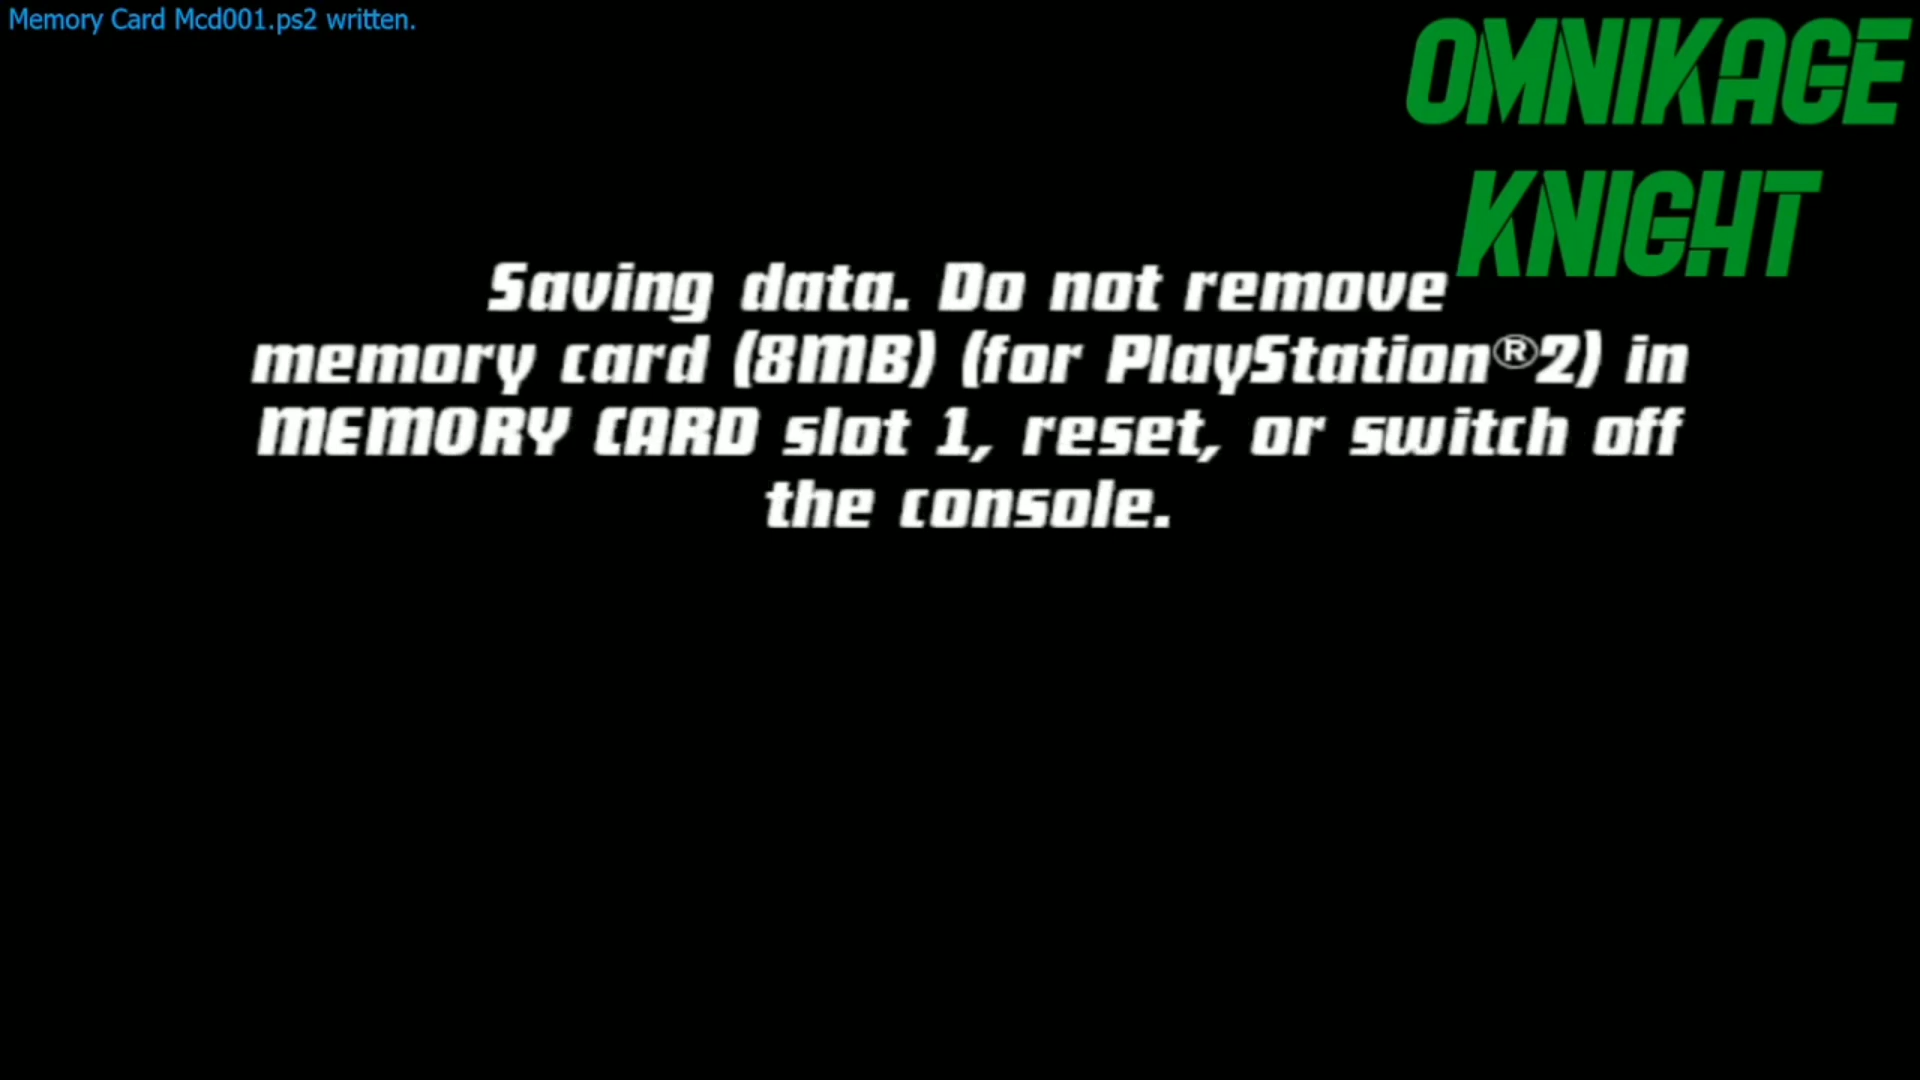 Memory Card Mcd001.ps2 written.
OMNIKAGE
KNIGHT
Saving data. Do not remove
memory card (8MB) (for PlayStation®2) in
MEMORY CARD slot 1, reset, or switch off
the console.